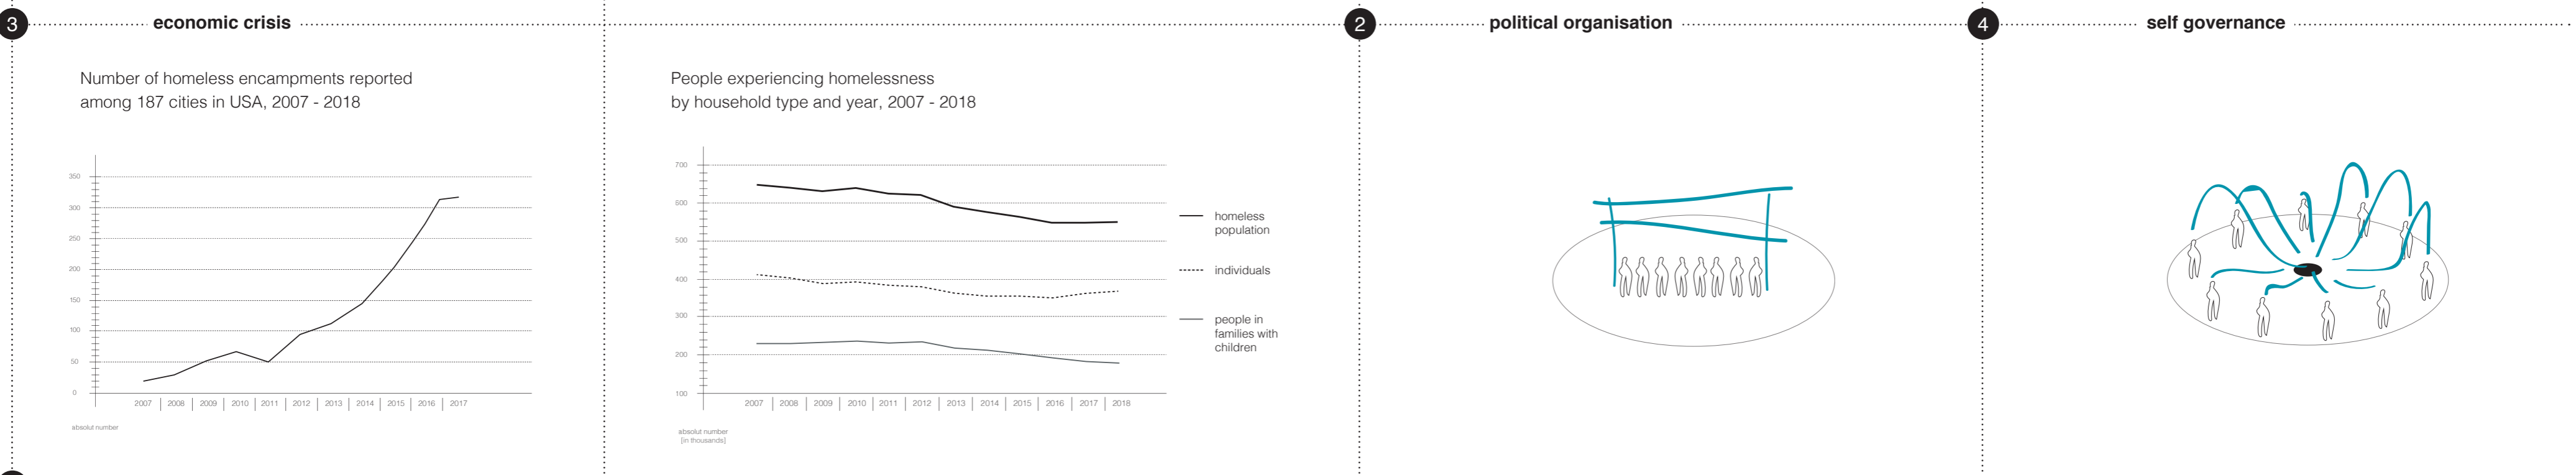 3
economic crisis
Number of homeless encampments reported
among 187 cities in USA, 2007 - 2018
350
300
250
200
150
100
50
0
2007 | 2008 | 2009 | 2010 | 2011 | 2012 | 2013 | 2014 | 2015 | 2016 | 2017
absolut number
People experiencing homelessness
by household type and year, 2007 - 2018
700
600
500
400
300
200
100
2007 | 2008 | 2009 | 2010 | 2011 | 2012 | 2013 | 2014 | 2015 | 2016 | 2017 | 2018
absolut number
[in thousands]
homeless
population
individuals
people in
families with
children
2
political organisation
4
self governance